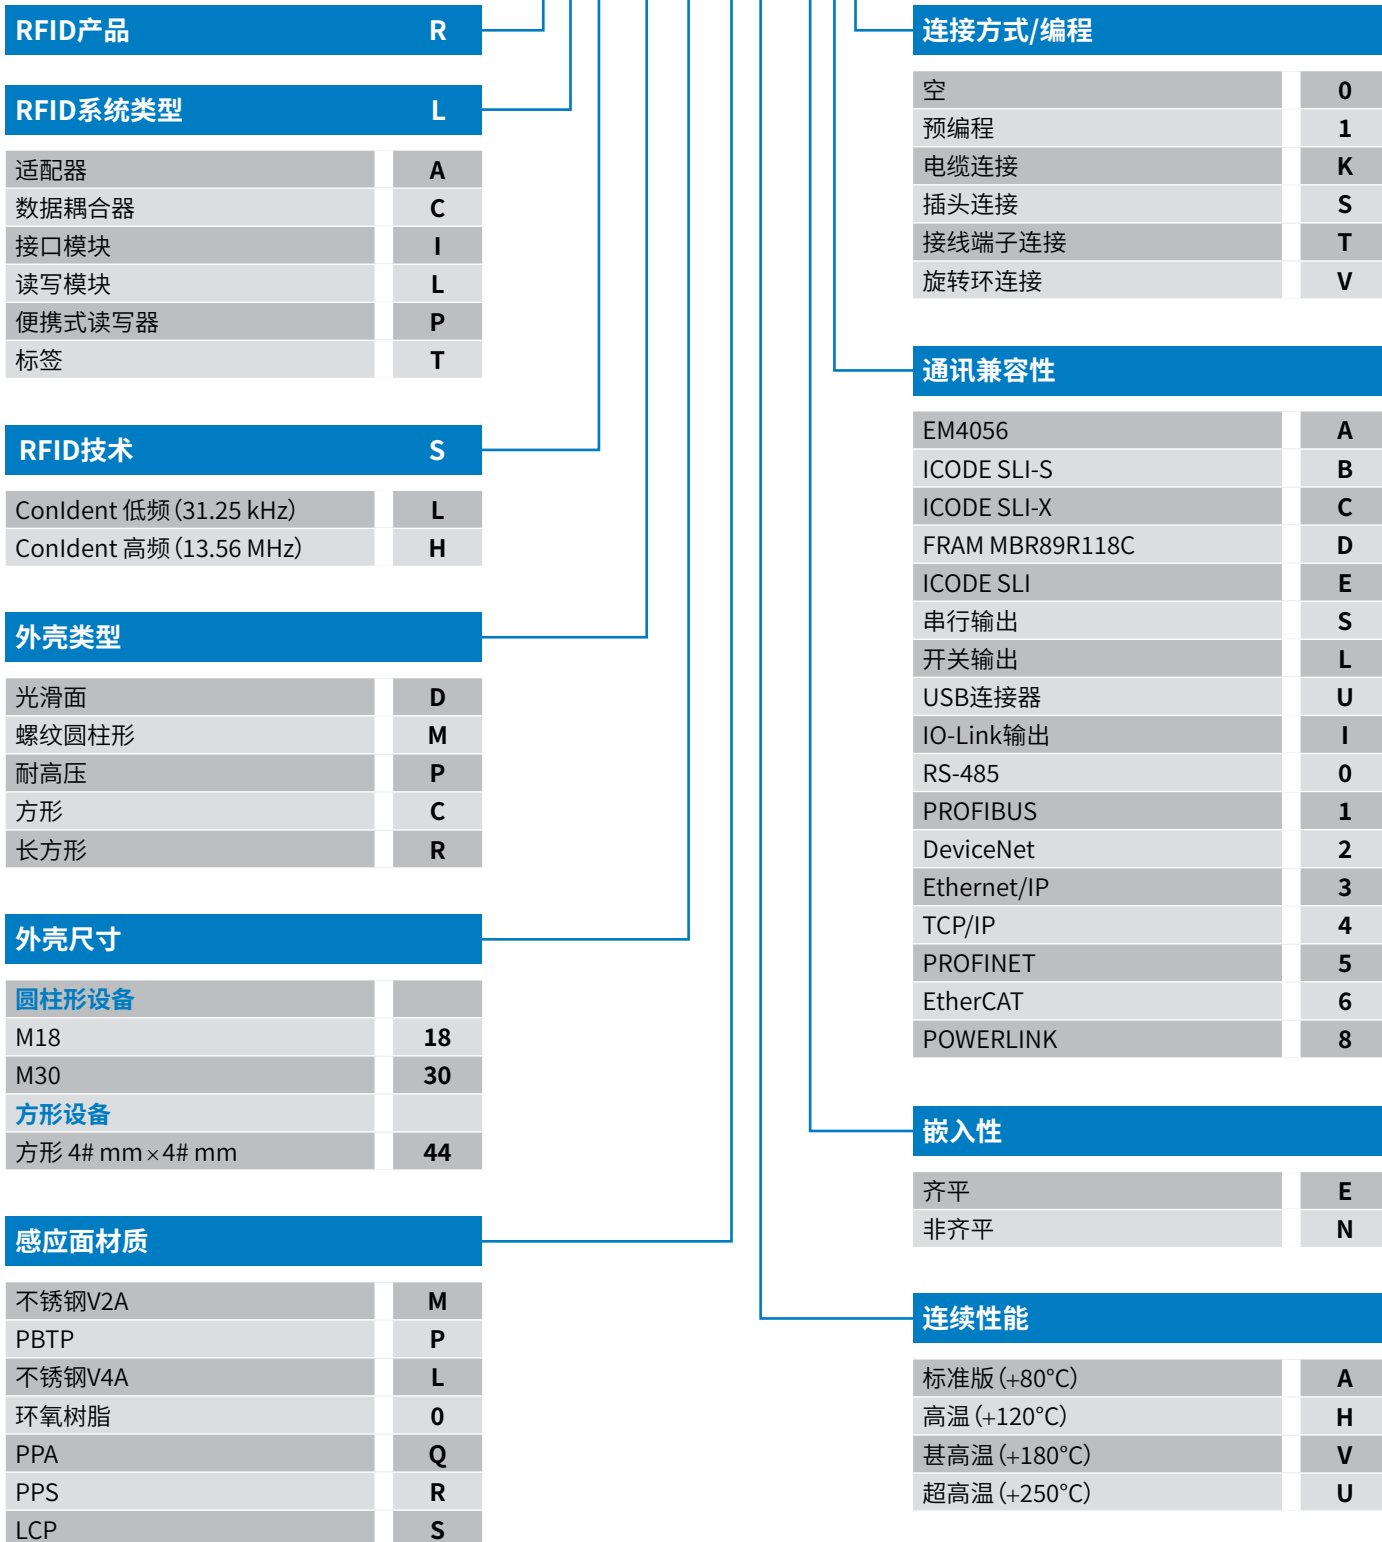 RFID产品 R
RFID系统类型 L
适配器 A
数据耦合器 C
接口模块 I
读写模块 L
便携式读写器 P
标签 T
RFID技术 S
ConIdent 低频（31.25 kHz） L
ConIdent 高频（13.56 MHz） H
外壳类型
光滑面 D
螺纹圆柱形 M
耐高压 P
方形 C
长方形 R
外壳尺寸
圆柱形设备
M18 18
M30 30
方形设备
方形 4# mm×4# mm 44
感应面材质
不锈钢V2A M
PBTP P
不锈钢V4A L
环氧树脂 0
PPA Q
PPS R
LCP S
连接方式/编程
空 0
预编程 1
电缆连接 K
插头连接 S
接线端子连接 T
旋转环连接 V
通讯兼容性
EM4056 A
ICODE SLI-S B
ICODE SLI-X C
FRAM MBR89R118C D
ICODE SLI E
串行输出 S
开关输出 L
USB连接器 U
IO-Link输出 I
RS-485 0
PROFIBUS 1
DeviceNet 2
Ethernet/IP 3
TCP/IP 4
PROFINET 5
EtherCAT 6
POWERLINK 8
嵌入性
齐平 E
非齐平 N
连续性能
标准版（+80°C） A
高温（+120°C） H
甚高温（+180°C） V
超高温（+250°C） U